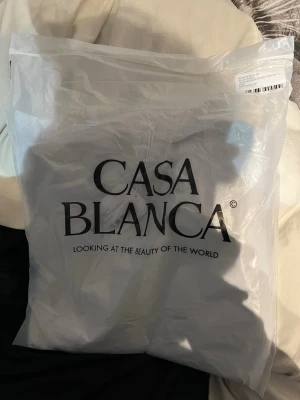 CASA
BLANCA©
LOOKING AT THE BEAUTY OF THE WORLD